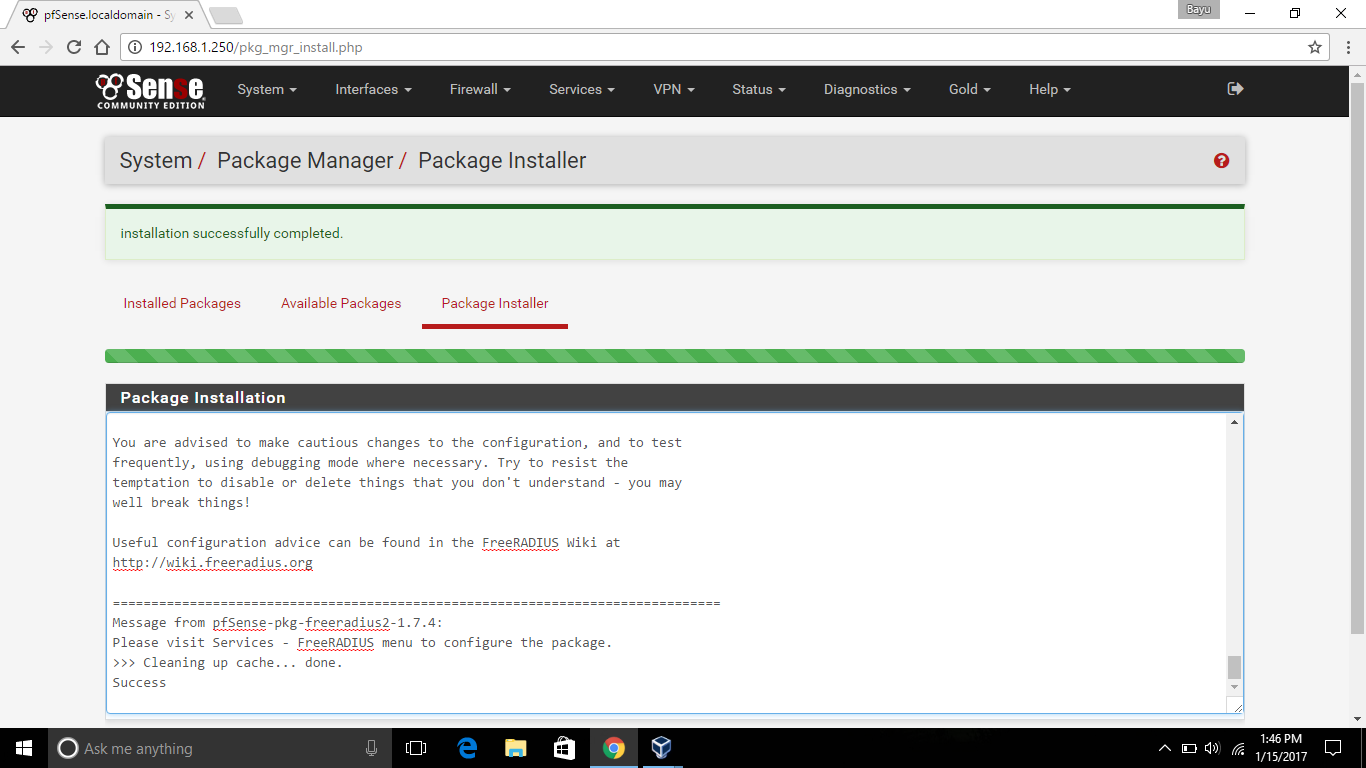 pfSense.localdomain - Sy
Bayu
192.168.1.250/pkg_mgr_install.php
Sense
COMMUNITY EDITION
System Interfaces Firewall Services VPN Status Diagnostics Gold Help
System / Package Manager / Package Installer
installation successfully completed.
Installed Packages Available Packages Package Installer
Package Installation
You are advised to make cautious changes to the configuration, and to test
frequently, using debugging mode where necessary. Try to resist the
temptation to disable or delete things that you don't understand - you may
well break things!
Useful configuration advice can be found in the FreeRADIUS Wiki at
http://wiki.freeradius.org
===============================================================================
Message from pfSense-pkg-freeradius2-1.7.4:
Please visit Services - FreeRADIUS menu to configure the package.
>>> Cleaning up cache... done.
Success
Ask me anything
1:46 PM
1/15/2017